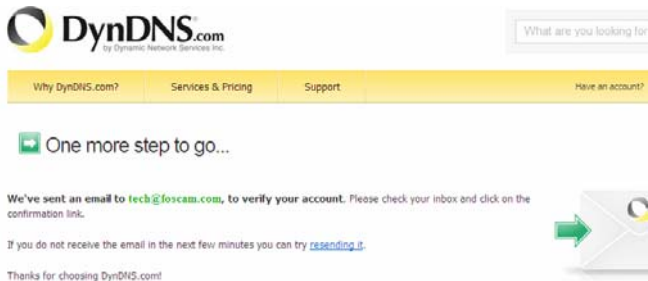 DynDNS.com
by Dynamic Network Services Inc.
What are you looking for
Why DynDNS.com?
Services & Pricing
Support
Have an account?
One more step to go...
We've sent an email to tech@foscam.com, to verify your account. Please check your inbox and click on the
confirmation link.
If you do not receive the email in the next few minutes you can try resending it.
Thanks for choosing DynDNS.com!